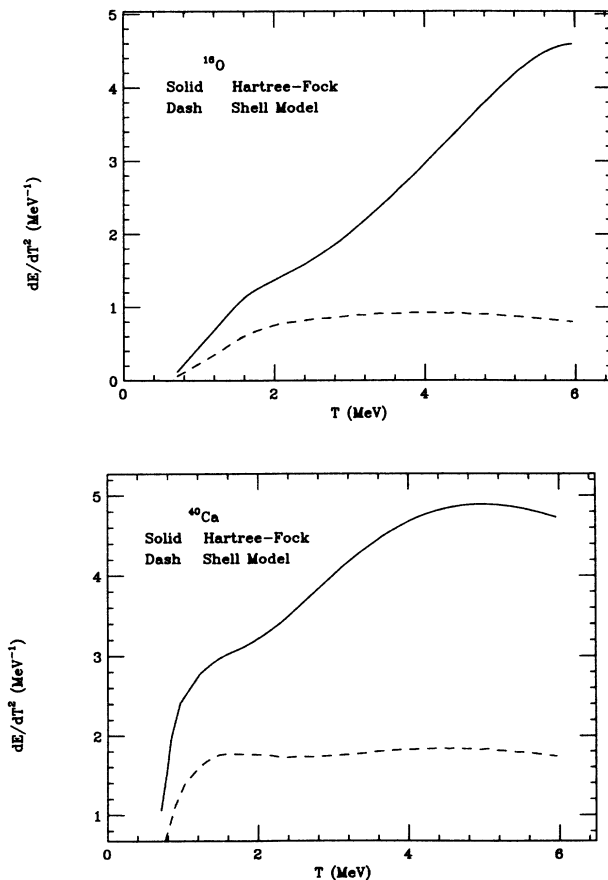 5
4
3
2
1
0
dE/dT² (MeV⁻¹)
¹⁶O
Solid Hartree-Fock
Dash Shell Model
0 2 4 6
T (MeV)
5
4
3
2
1
dE/dT² (MeV⁻¹)
⁴⁰Ca
Solid Hartree-Fock
Dash Shell Model
0 2 4 6
T (MeV)